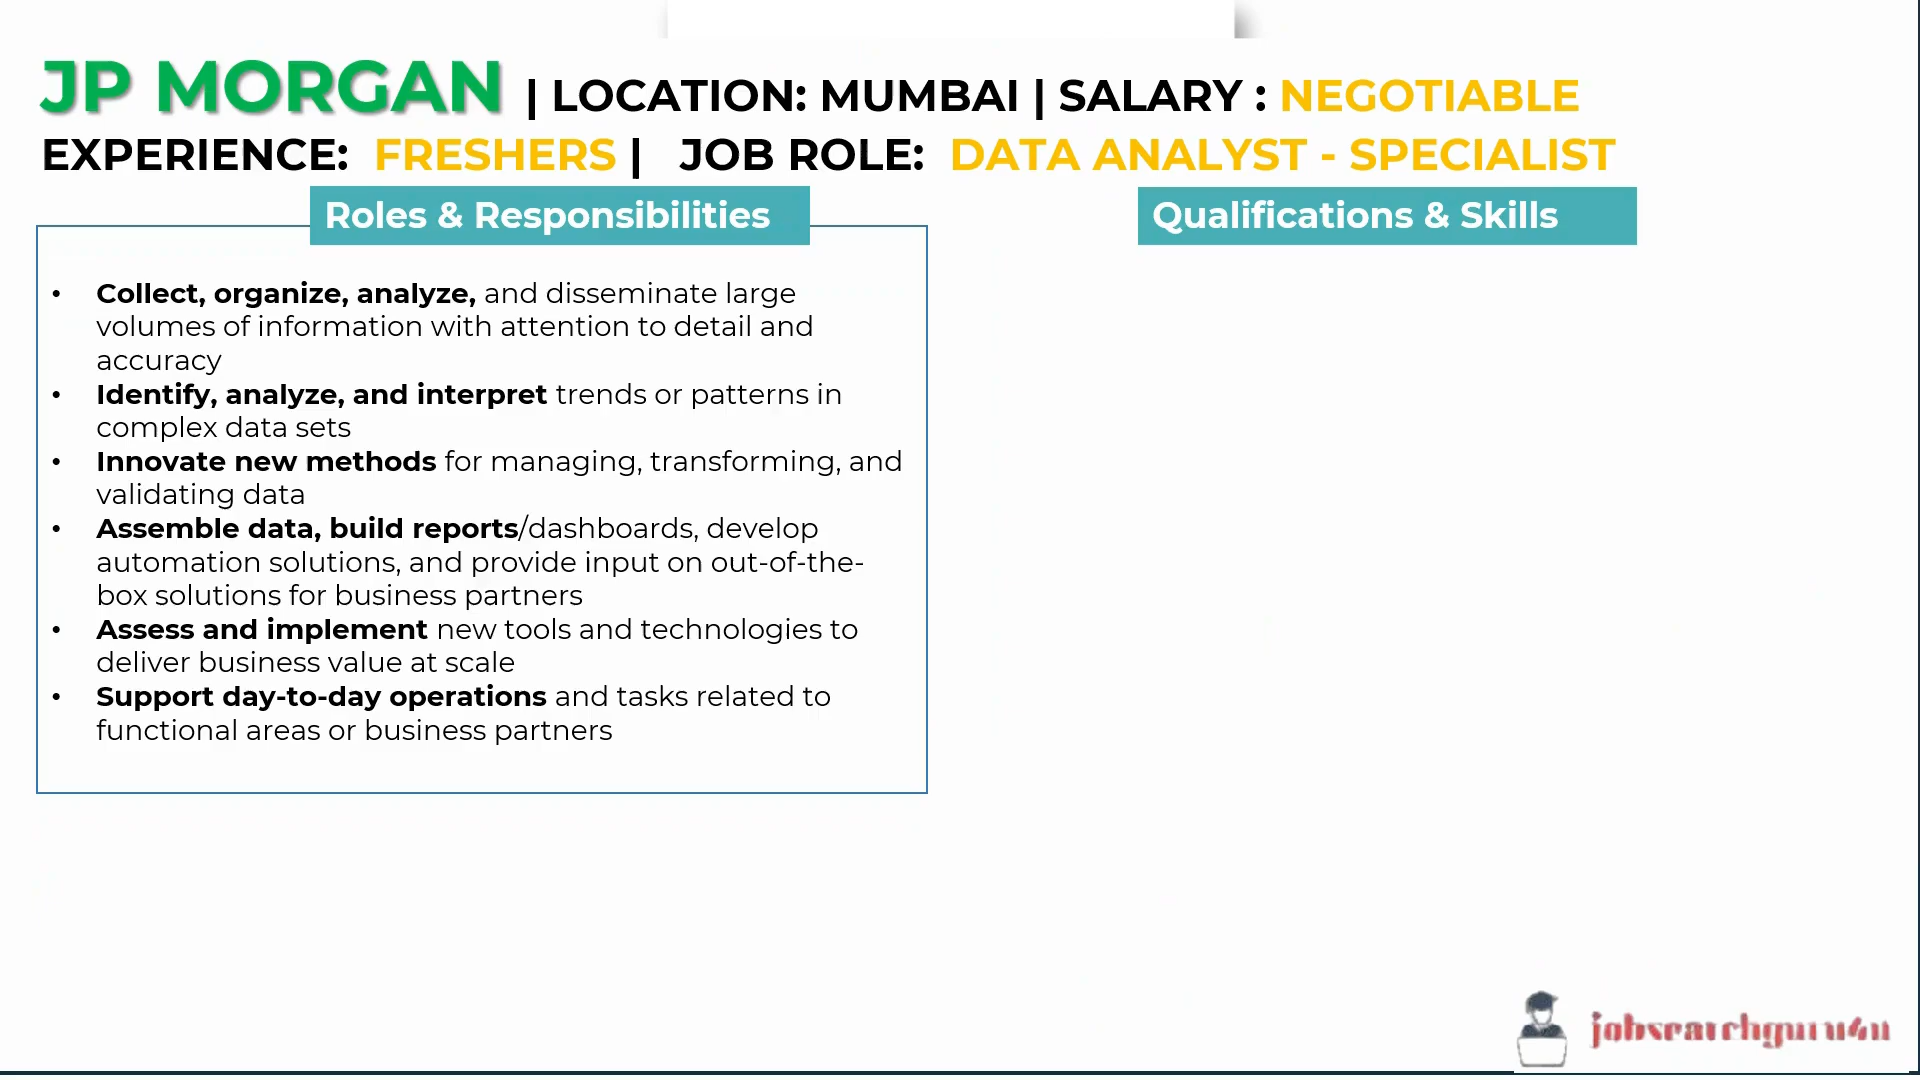 JP MORGAN | LOCATION: MUMBAI | SALARY : NEGOTIABLE
EXPERIENCE: FRESHERS | JOB ROLE: DATA ANALYST - SPECIALIST
Roles & Responsibilities
• Collect, organize, analyze, and disseminate large
volumes of information with attention to detail and
accuracy
• Identify, analyze, and interpret trends or patterns in
complex data sets
• Innovate new methods for managing, transforming, and
validating data
• Assemble data, build reports/dashboards, develop
automation solutions, and provide input on out-of-the-
box solutions for business partners
• Assess and implement new tools and technologies to
deliver business value at scale
• Support day-to-day operations and tasks related to
functional areas or business partners
Qualifications & Skills
jobsearchguru4u